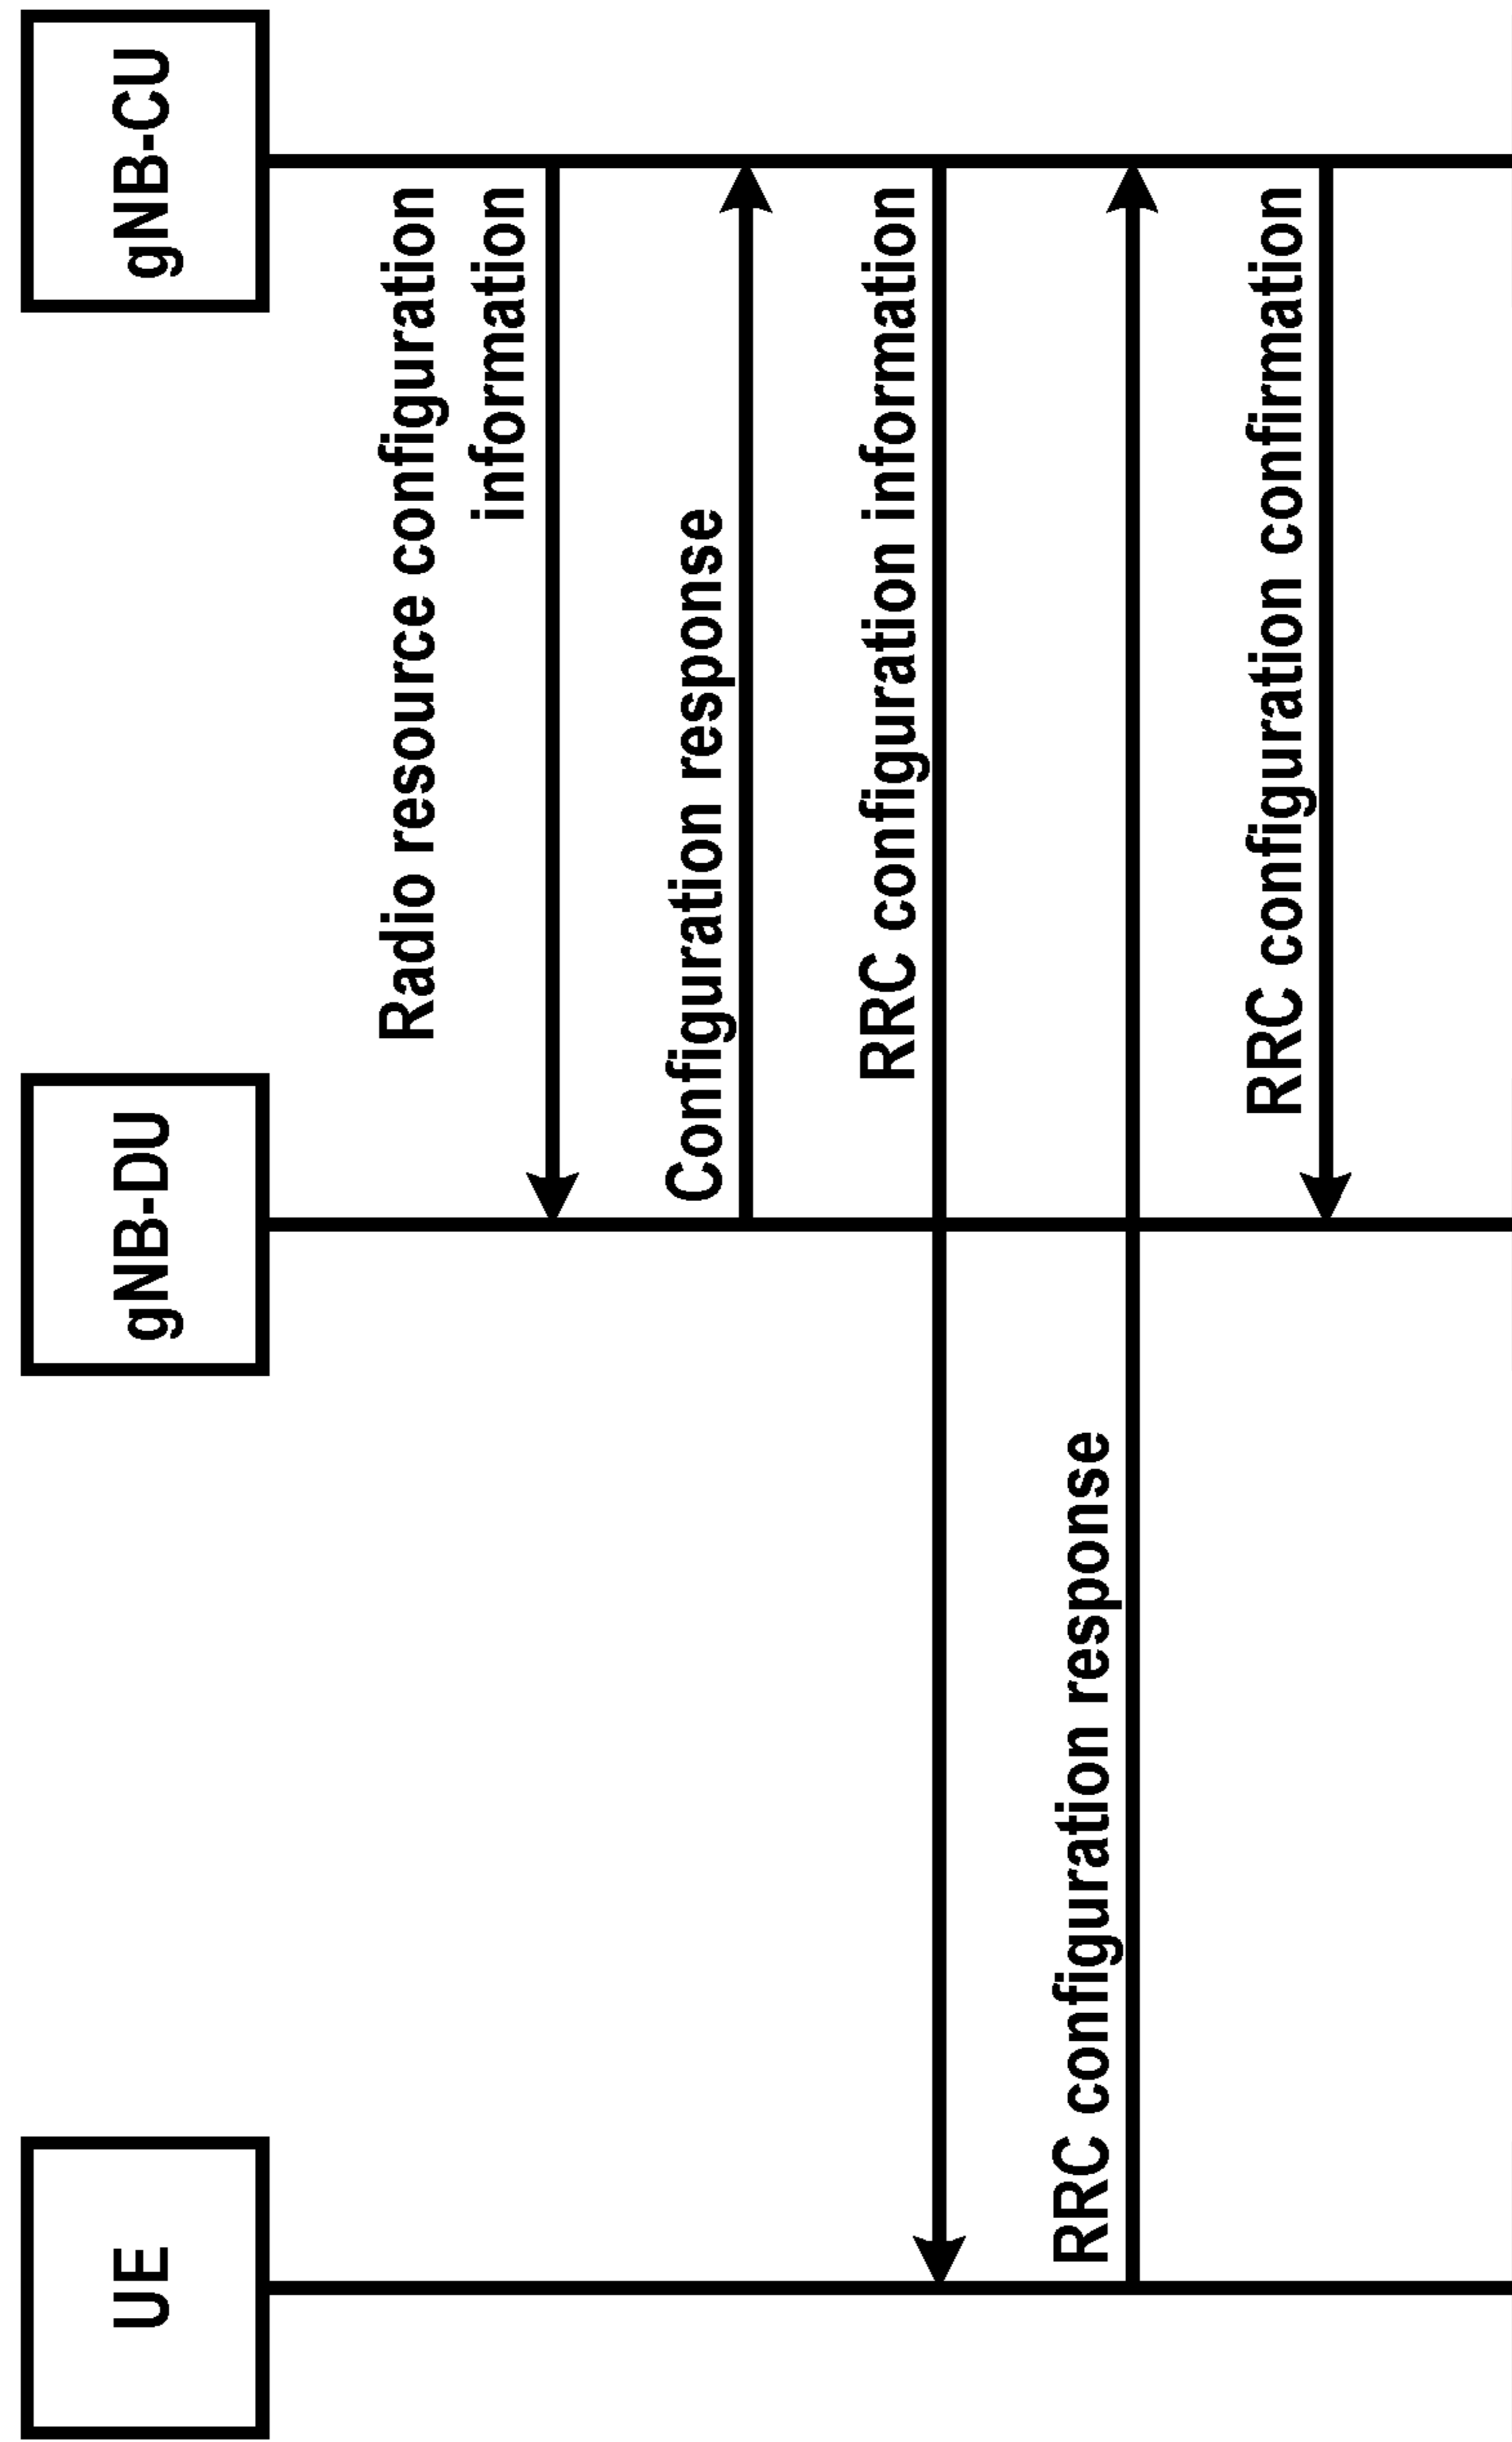 UE
gNB-DU
gNB-CU
Radio resource configuration
information
Configuration response
RRC configuration information
RRC configuration response
RRC configuration confirmation